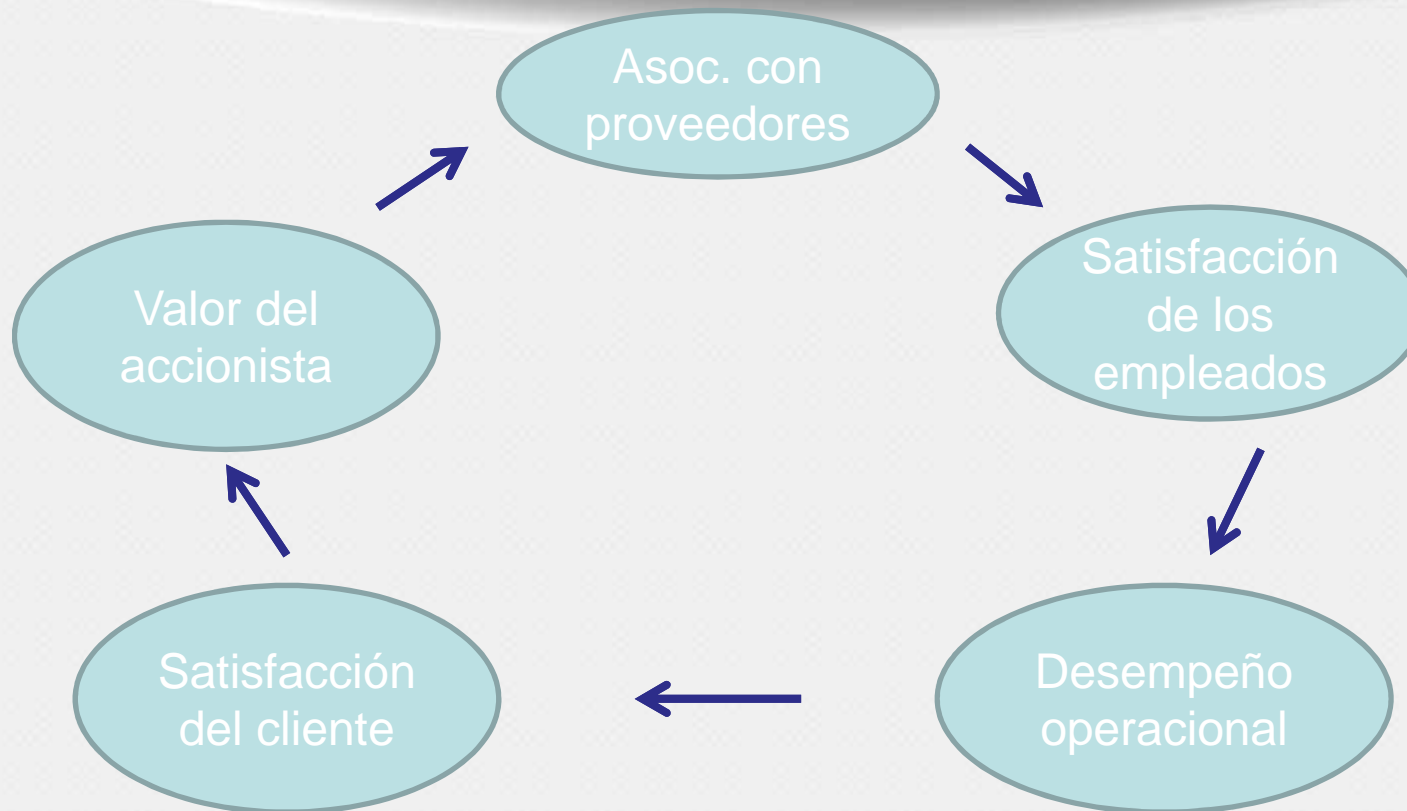 Asoc. con
proveedores
Satisfacción
de los
empleados
Valor del
accionista
Desempeño
operacional
Satisfacción
del cliente